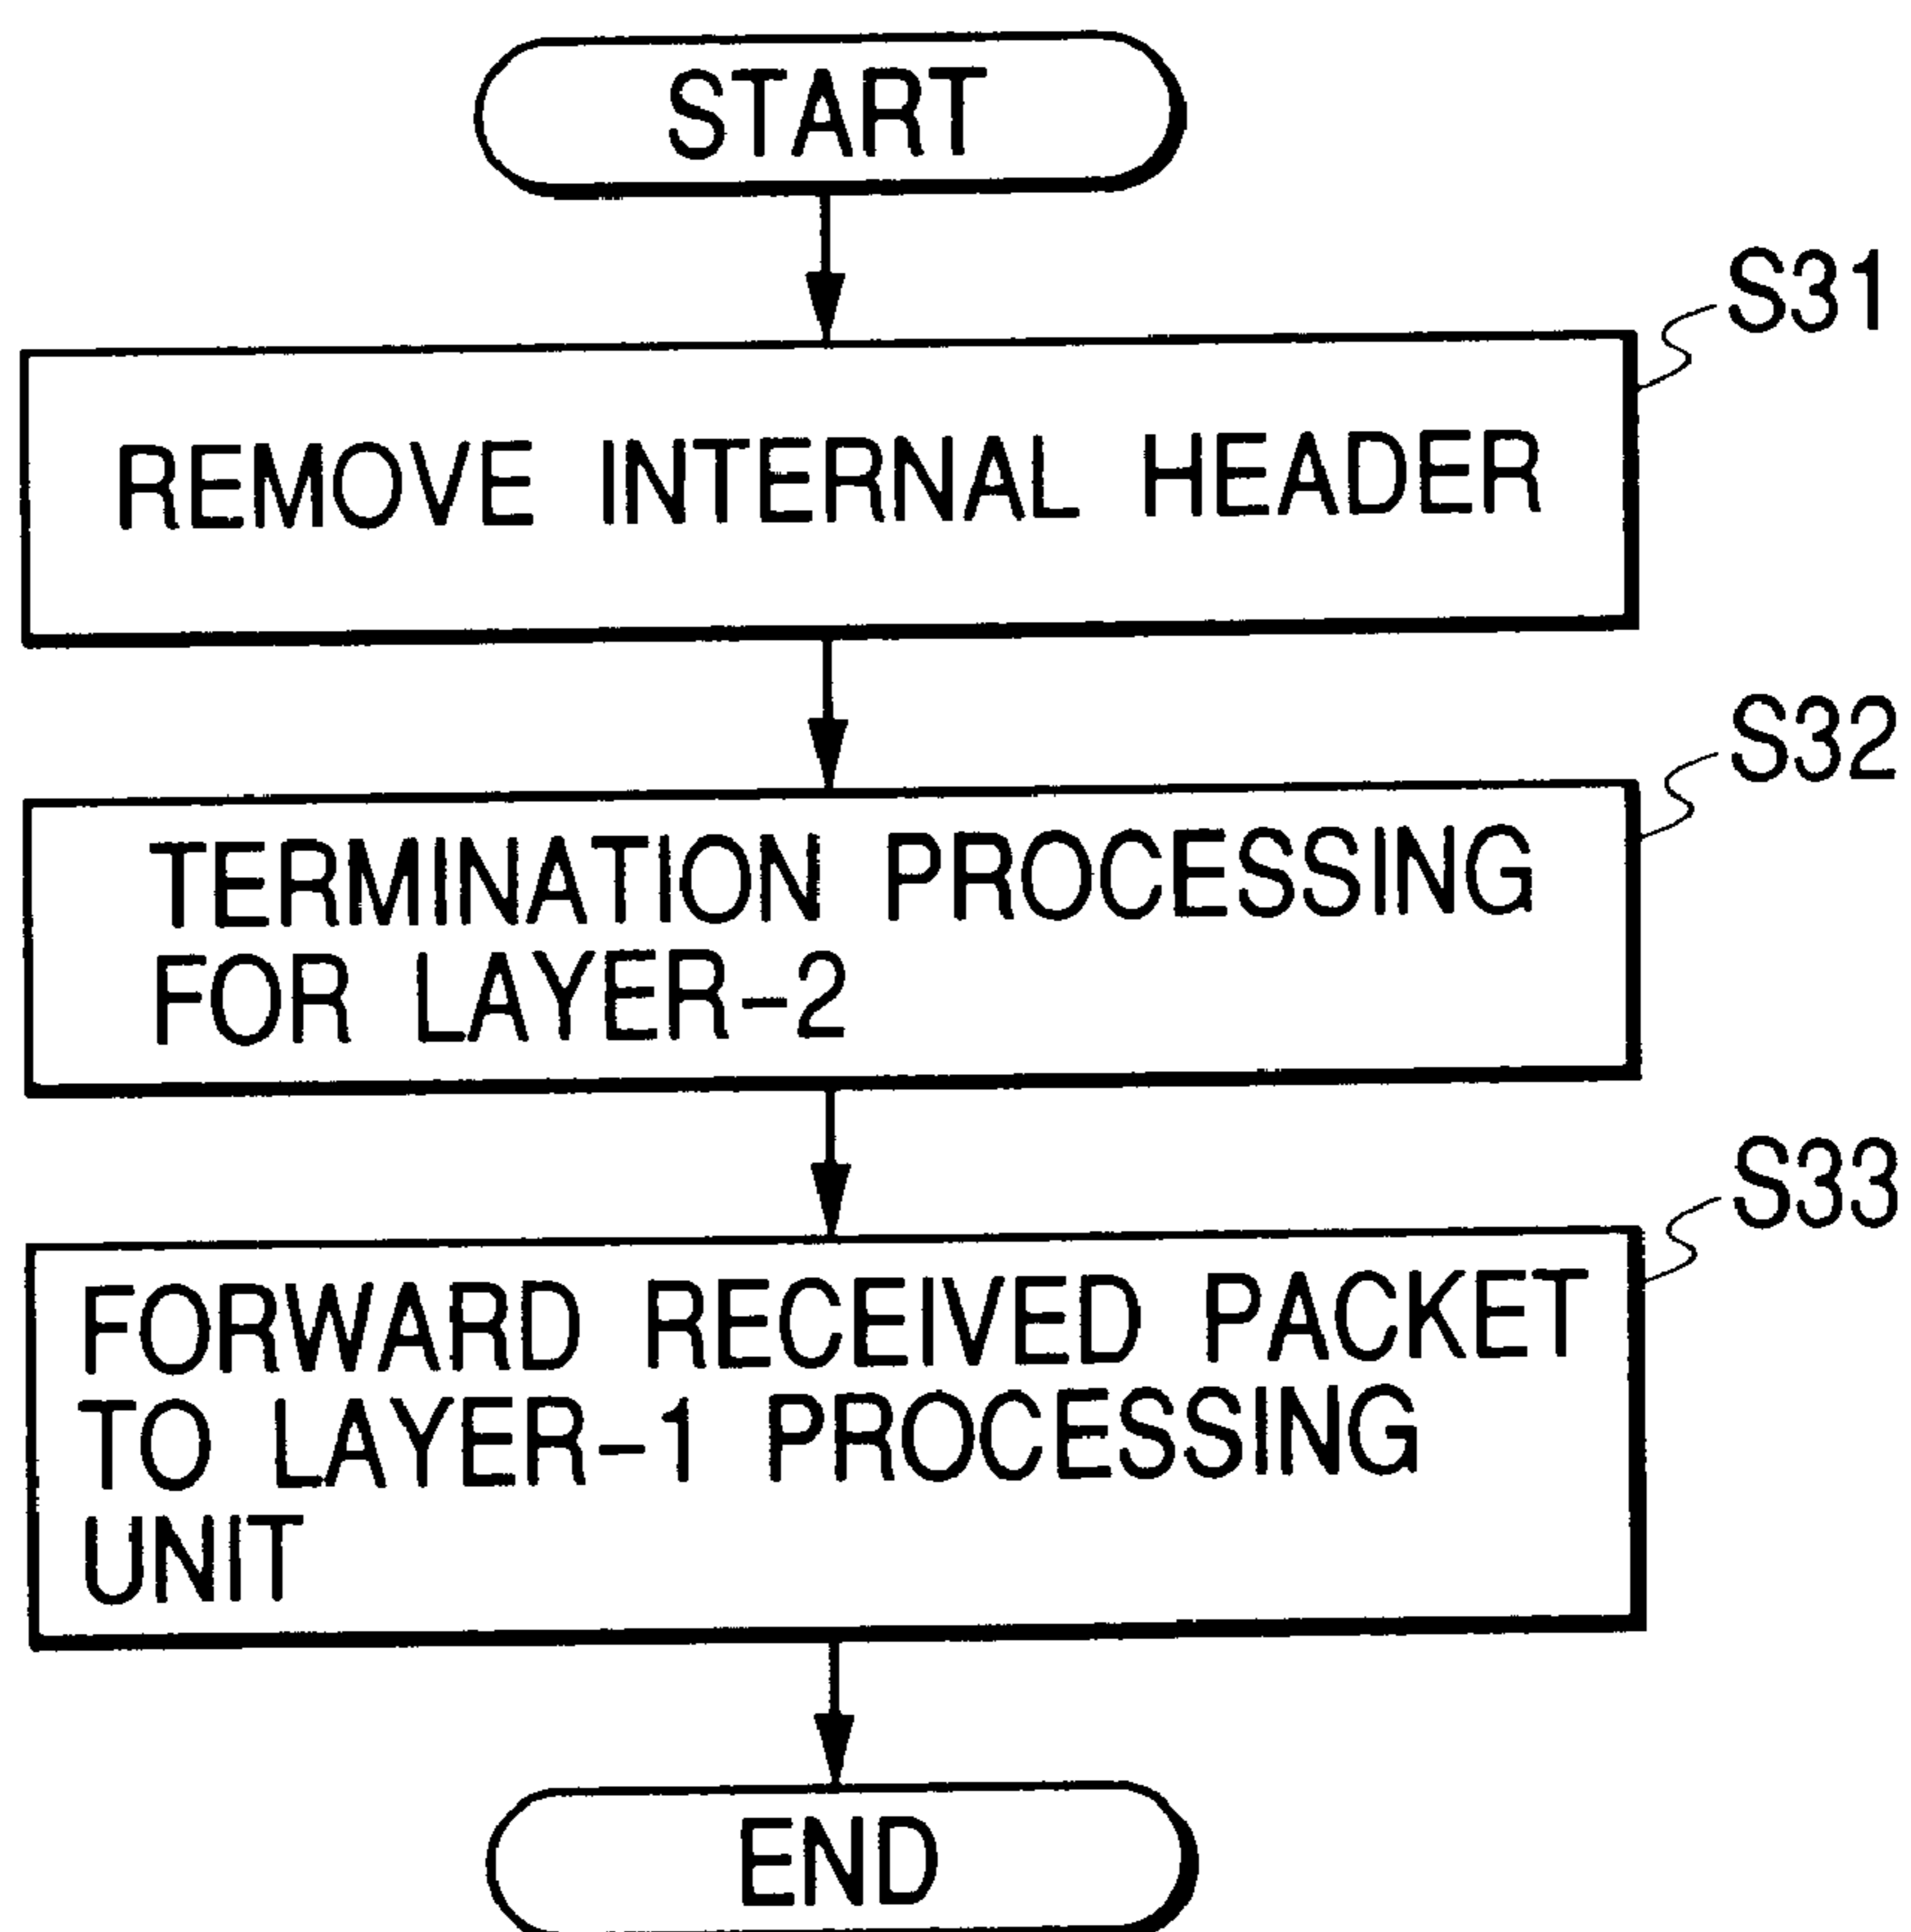 START
S31
REMOVE INTERNAL HEADER
S32
TERMINATION PROCESSING
FOR LAYER-2
S33
FORWARD RECEIVED PACKET
TO LAYER-1 PROCESSING
UNIT
END